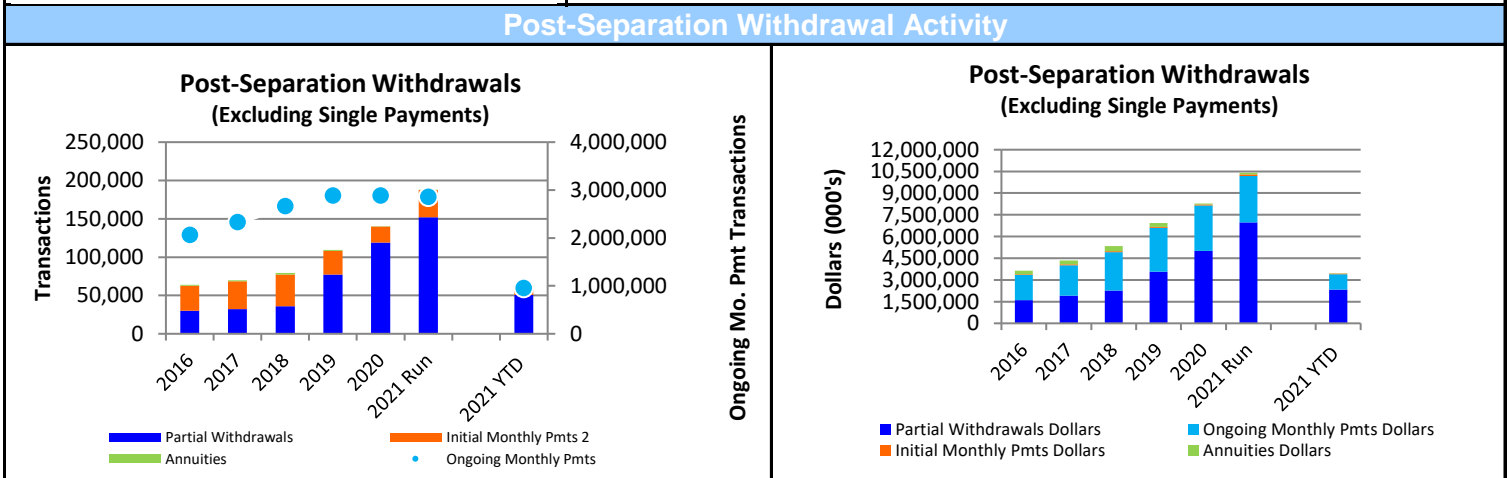 Post-Separation Withdrawal Activity
Post-Separation Withdrawals
(Excluding Single Payments)
Transactions
250,000
200,000
150,000
100,000
50,000
0
4,000,000
3,000,000
2,000,000
1,000,000
0
Ongoing Mo. Pmt Transactions
2016
2017
2018
2019
2020
2021 Run
2021 YTD
Partial Withdrawals
Initial Monthly Pmts 2
Annuities
Ongoing Monthly Pmts
Post-Separation Withdrawals
(Excluding Single Payments)
Dollars (000's)
12,000,000
10,500,000
9,000,000
7,500,000
6,000,000
4,500,000
3,000,000
1,500,000
0
2016
2017
2018
2019
2020
2021 Run
2021 YTD
Partial Withdrawals Dollars
Ongoing Monthly Pmts Dollars
Initial Monthly Pmts Dollars
Annuities Dollars